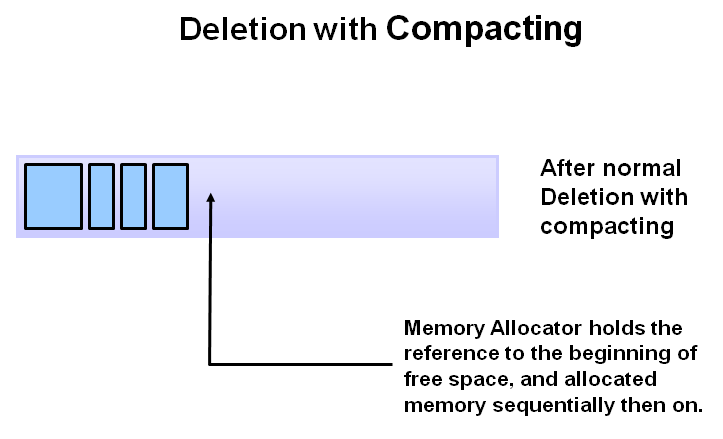 Deletion with Compacting
After normal
Deletion with
compacting
Memory Allocator holds the
reference to the beginning of
free space, and allocated
memory sequentially then on.